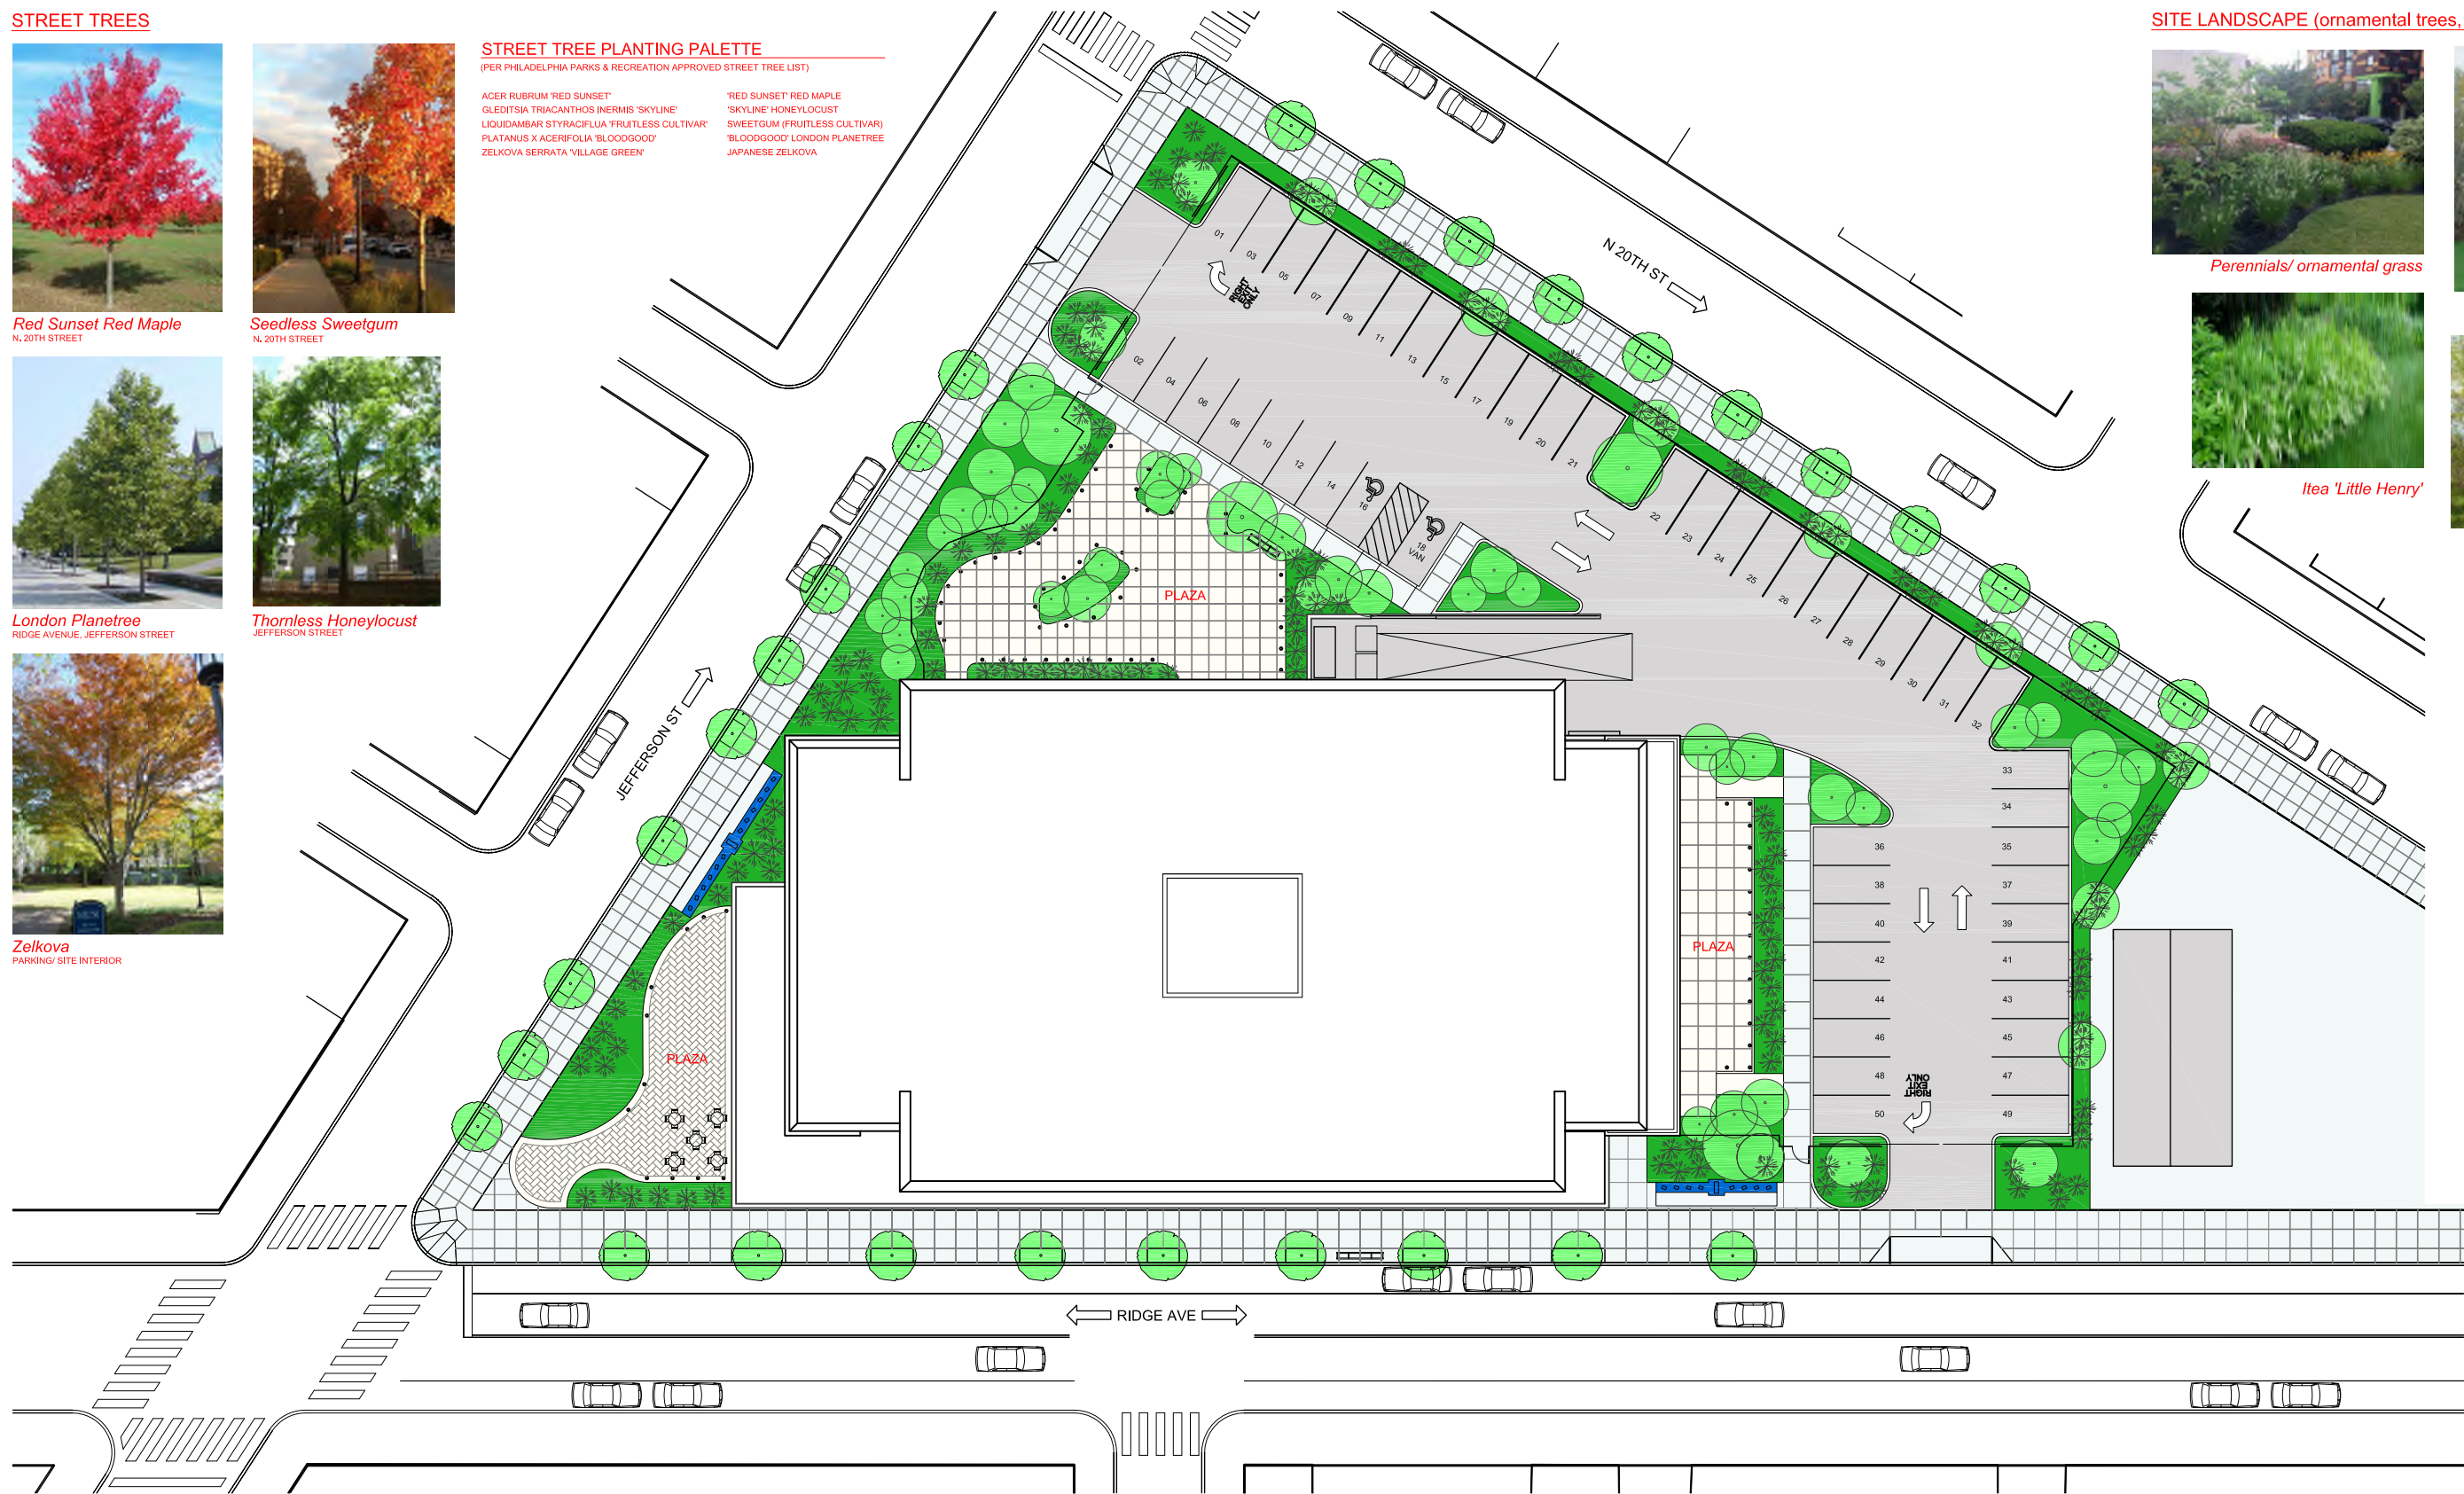 STREET TREES
Red Sunset Red Maple
N. 20TH STREET
Seedless Sweetgum
N. 20TH STREET
London Planetree
RIDGE AVENUE, JEFFERSON STREET
Thornless Honeylocust
JEFFERSON STREET
Zelkova
PARKING/ SITE INTERIOR
STREET TREE PLANTING PALETTE
(PER PHILADELPHIA PARKS & RECREATION APPROVED STREET TREE LIST)
ACER RUBRUM 'RED SUNSET' 'RED SUNSET' RED MAPLE
GLEDITSIA TRIACANTHOS INERMIS 'SKYLINE' 'SKYLINE' HONEYLOCUST
LIQUIDAMBAR STYRACIFLUA 'FRUITLESS CULTIVAR' SWEETGUM (FRUITLESS CULTIVAR)
PLATANUS X ACERIFOLIA 'BLOODGOOD' 'BLOODGOOD' LONDON PLANETREE
ZELKOVA SERRATA 'VILLAGE GREEN' JAPANESE ZELKOVA
SITE LANDSCAPE (ornamental trees,
Perennials/ ornamental grass
Itea 'Little Henry'
N 20TH ST
JEFFERSON ST
RIDGE AVE
RIGHT
EXIT
ONLY
01
03
05
07
09
11
13
15
17
19
20
21
02
04
06
08
10
12
14
16
18
VAN
22
23
24
25
26
27
28
29
30
31
32
PLAZA
PLAZA
PLAZA
33
34
36
35
38
37
40
39
42
41
44
43
46
45
48
47
50
49
RIGHT
EXIT
ONLY